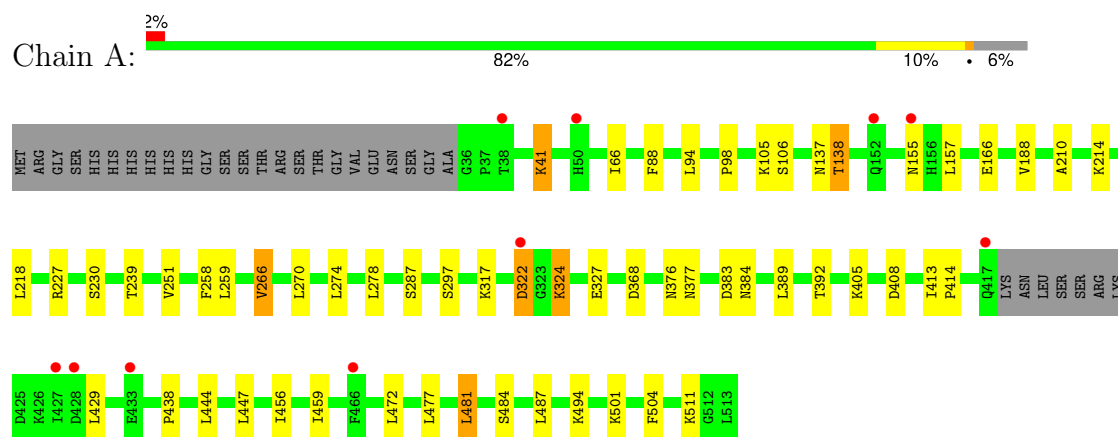 2%
Chain A:
82% 10% • 6%
MET ARG GLY SER HIS HIS HIS HIS HIS HIS GLY SER SER THR ARG SER THR THR GLY VAL GLU ASN SER GLY ALA G36 P37 T38 K41 H50 I66 F88 L94 P98 K105 S106 N137 T138 Q152 N155 H156 L157 E166 V188 A210 K214
L218 R227 S230 T239 V251 F258 L259 V266 L270 L274 L278 S287 S297 K317 D322 G323 K324 E327 D368 N376 N377 D383 N384 L389 T392 K405 D408 I413 P414 Q417 LYS ASN LEU SER SER ARG LYS
D425 K426 I427 D428 L429 E433 P438 L444 L447 I456 I459 F466 L472 L477 L481 S484 L487 K494 K501 F504 K511 G512 L513